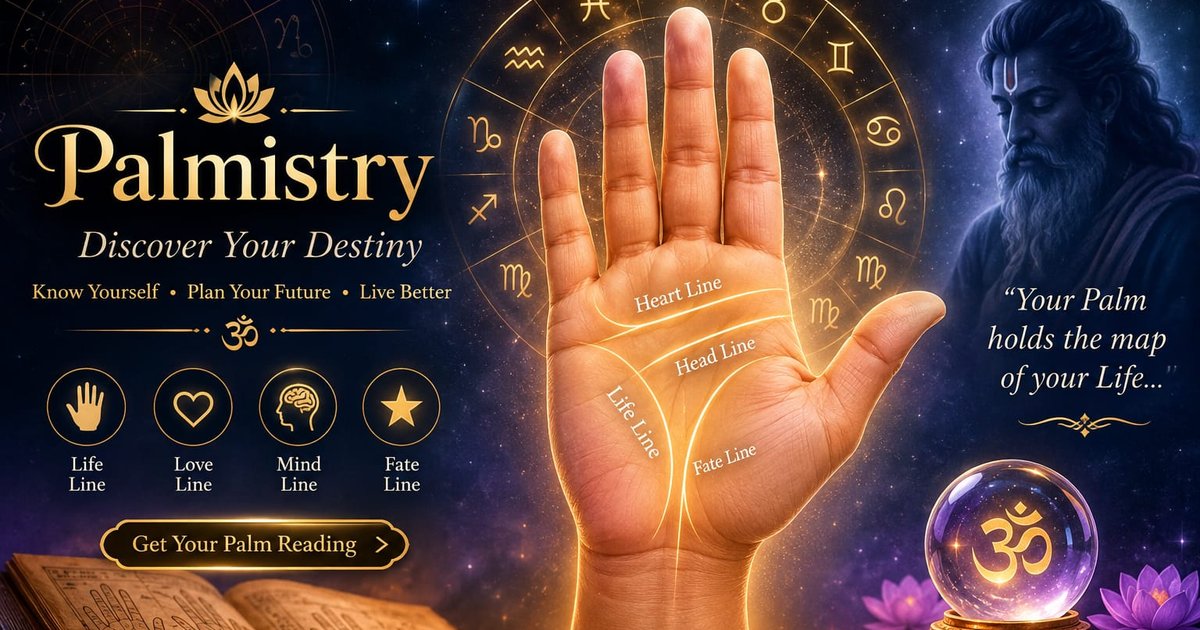 Palmistry
Discover Your Destiny
Know Yourself • Plan Your Future • Live Better
ॐ
Life
Line
Love
Line
Mind
Line
Fate
Line
Get Your Palm Reading >
Heart Line
Head Line
Life Line
Fate Line
“Your Palm
holds the map
of your Life...
ॐ